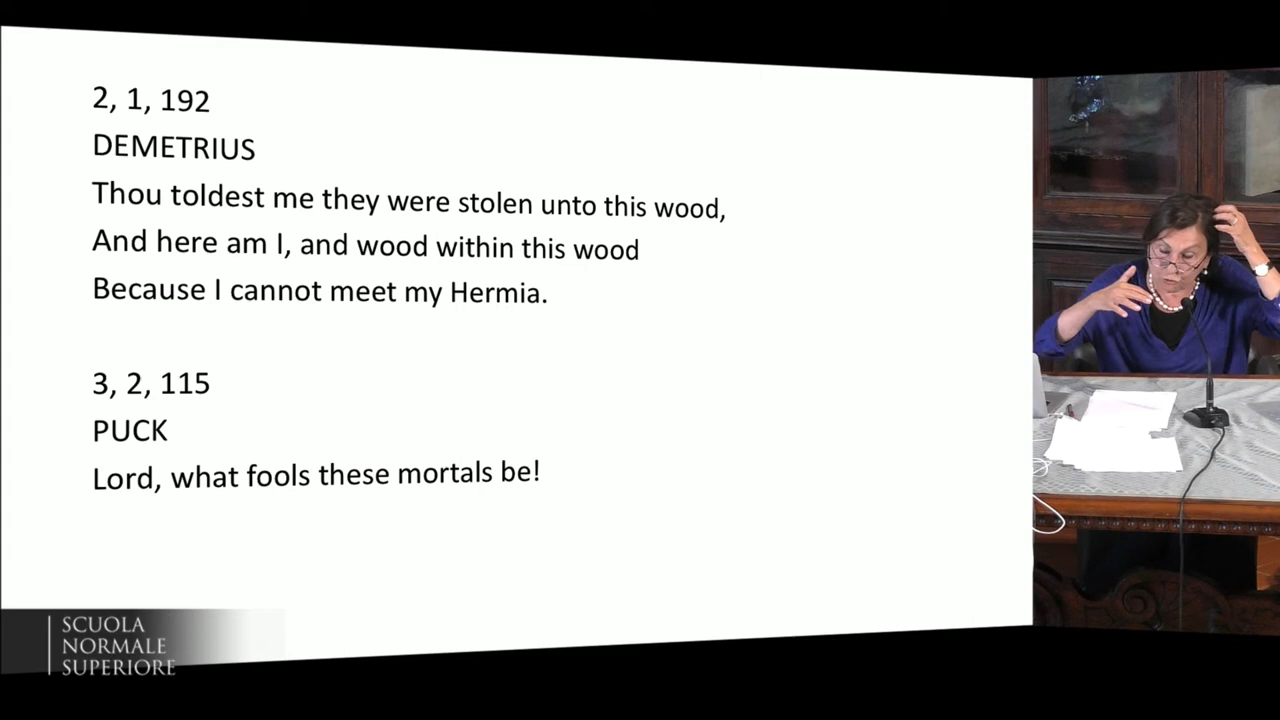 2, 1, 192
DEMETRIUS
Thou toldest me they were stolen unto this wood,
And here am I, and wood within this wood
Because I cannot meet my Hermia.
3, 2, 115
PUCK
Lord, what fools these mortals be!
SCUOLA
NORMALE
SUPERIORE